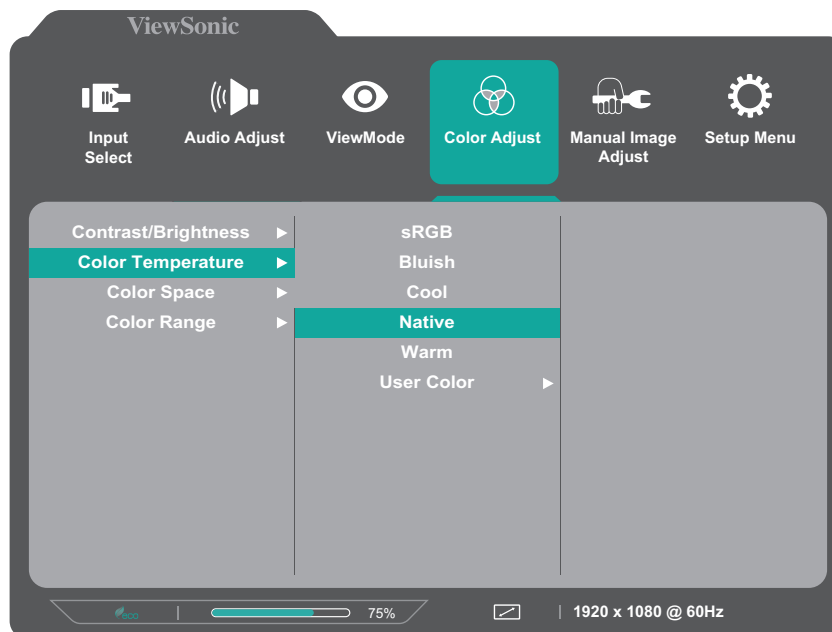 ViewSonic
Input
Select
Audio Adjust
ViewMode
Color Adjust
Manual Image
Adjust
Setup Menu
Contrast/Brightness
Color Temperature
Color Space
Color Range
sRGB
Bluish
Cool
Native
Warm
User Color
eco
75%
1920 x 1080 @ 60Hz